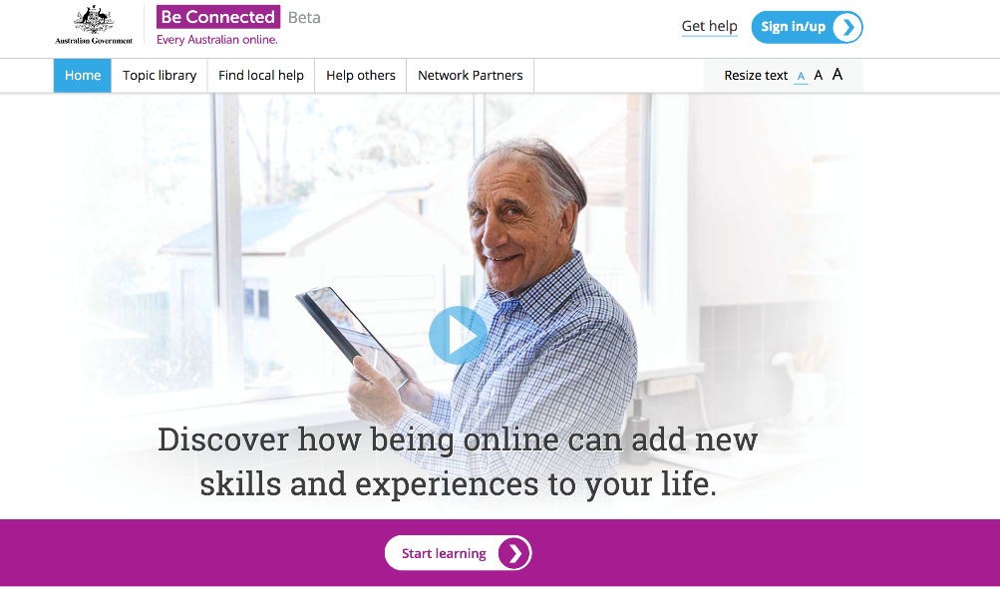 Australian Government
Be Connected Beta
Every Australian online.
Get help
Sign in/up
Home
Topic library
Find local help
Help others
Network Partners
Resize text A A A
Discover how being online can add new
skills and experiences to your life.
Start learning